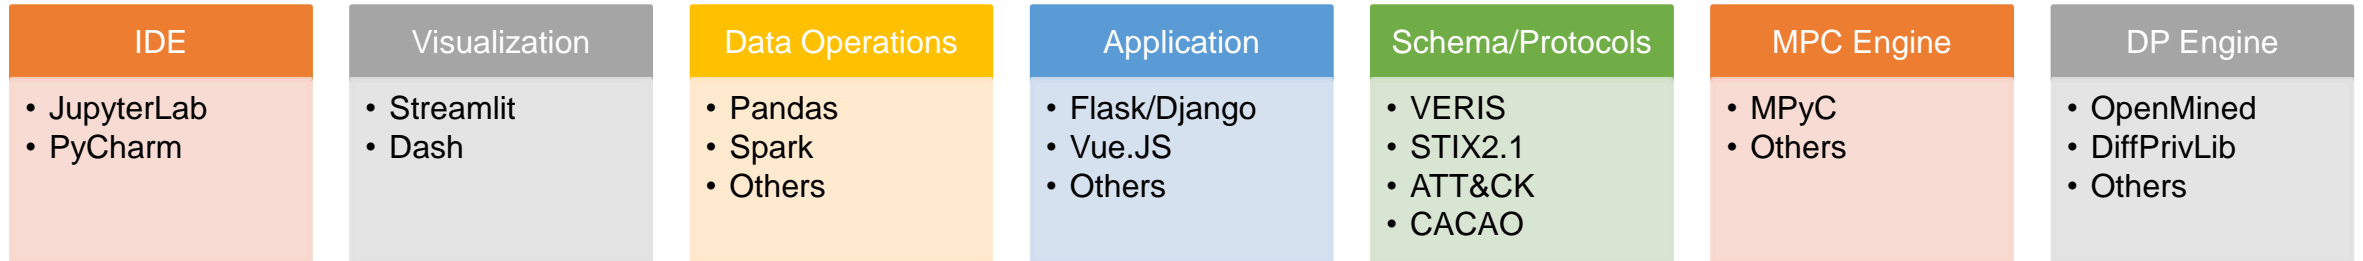 IDE
• JupyterLab
• PyCharm
Visualization
• Streamlit
• Dash
Data Operations
• Pandas
• Spark
• Others
Application
• Flask/Django
• Vue.JS
• Others
Schema/Protocols
• VERIS
• STIX2.1
• ATT&CK
• CACAO
MPC Engine
• MPyC
• Others
DP Engine
• OpenMined
• DiffPrivLib
• Others